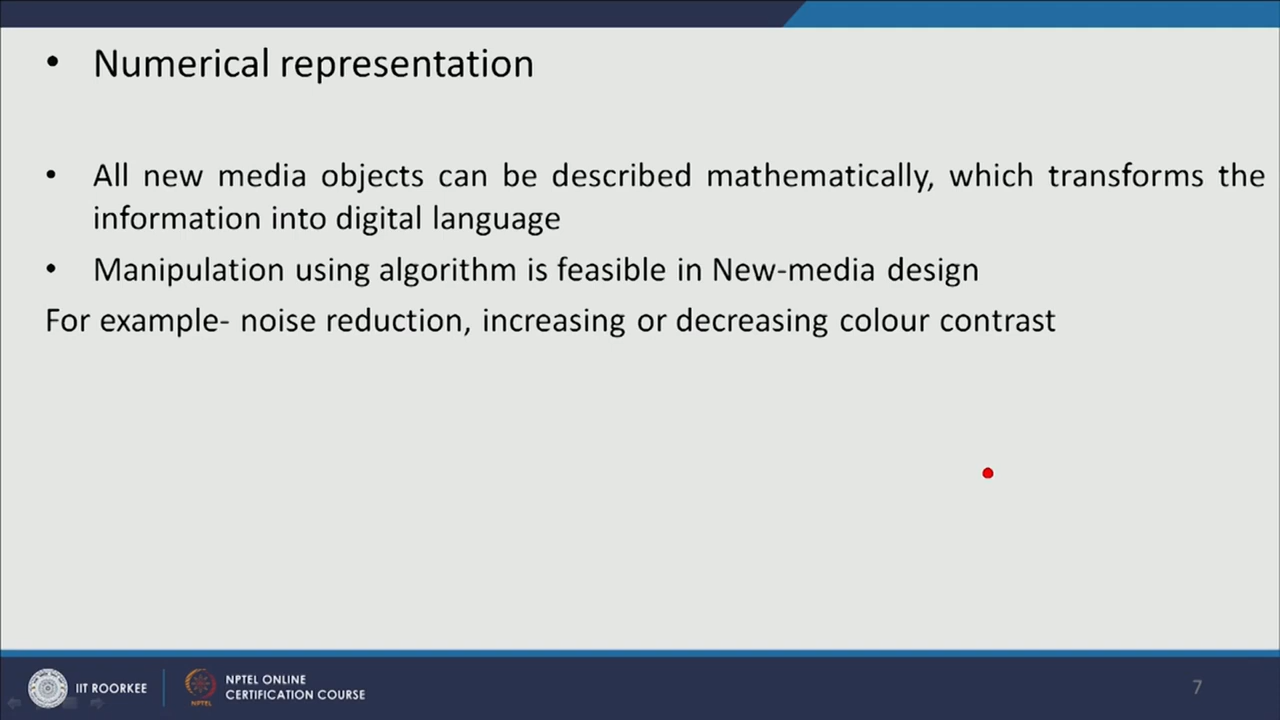 • Numerical representation
• All new media objects can be described mathematically, which transforms the
information into digital language
• Manipulation using algorithm is feasible in New-media design
For example- noise reduction, increasing or decreasing colour contrast
IIT ROORKEE
NPTEL
NPTEL ONLINE
CERTIFICATION COURSE
7